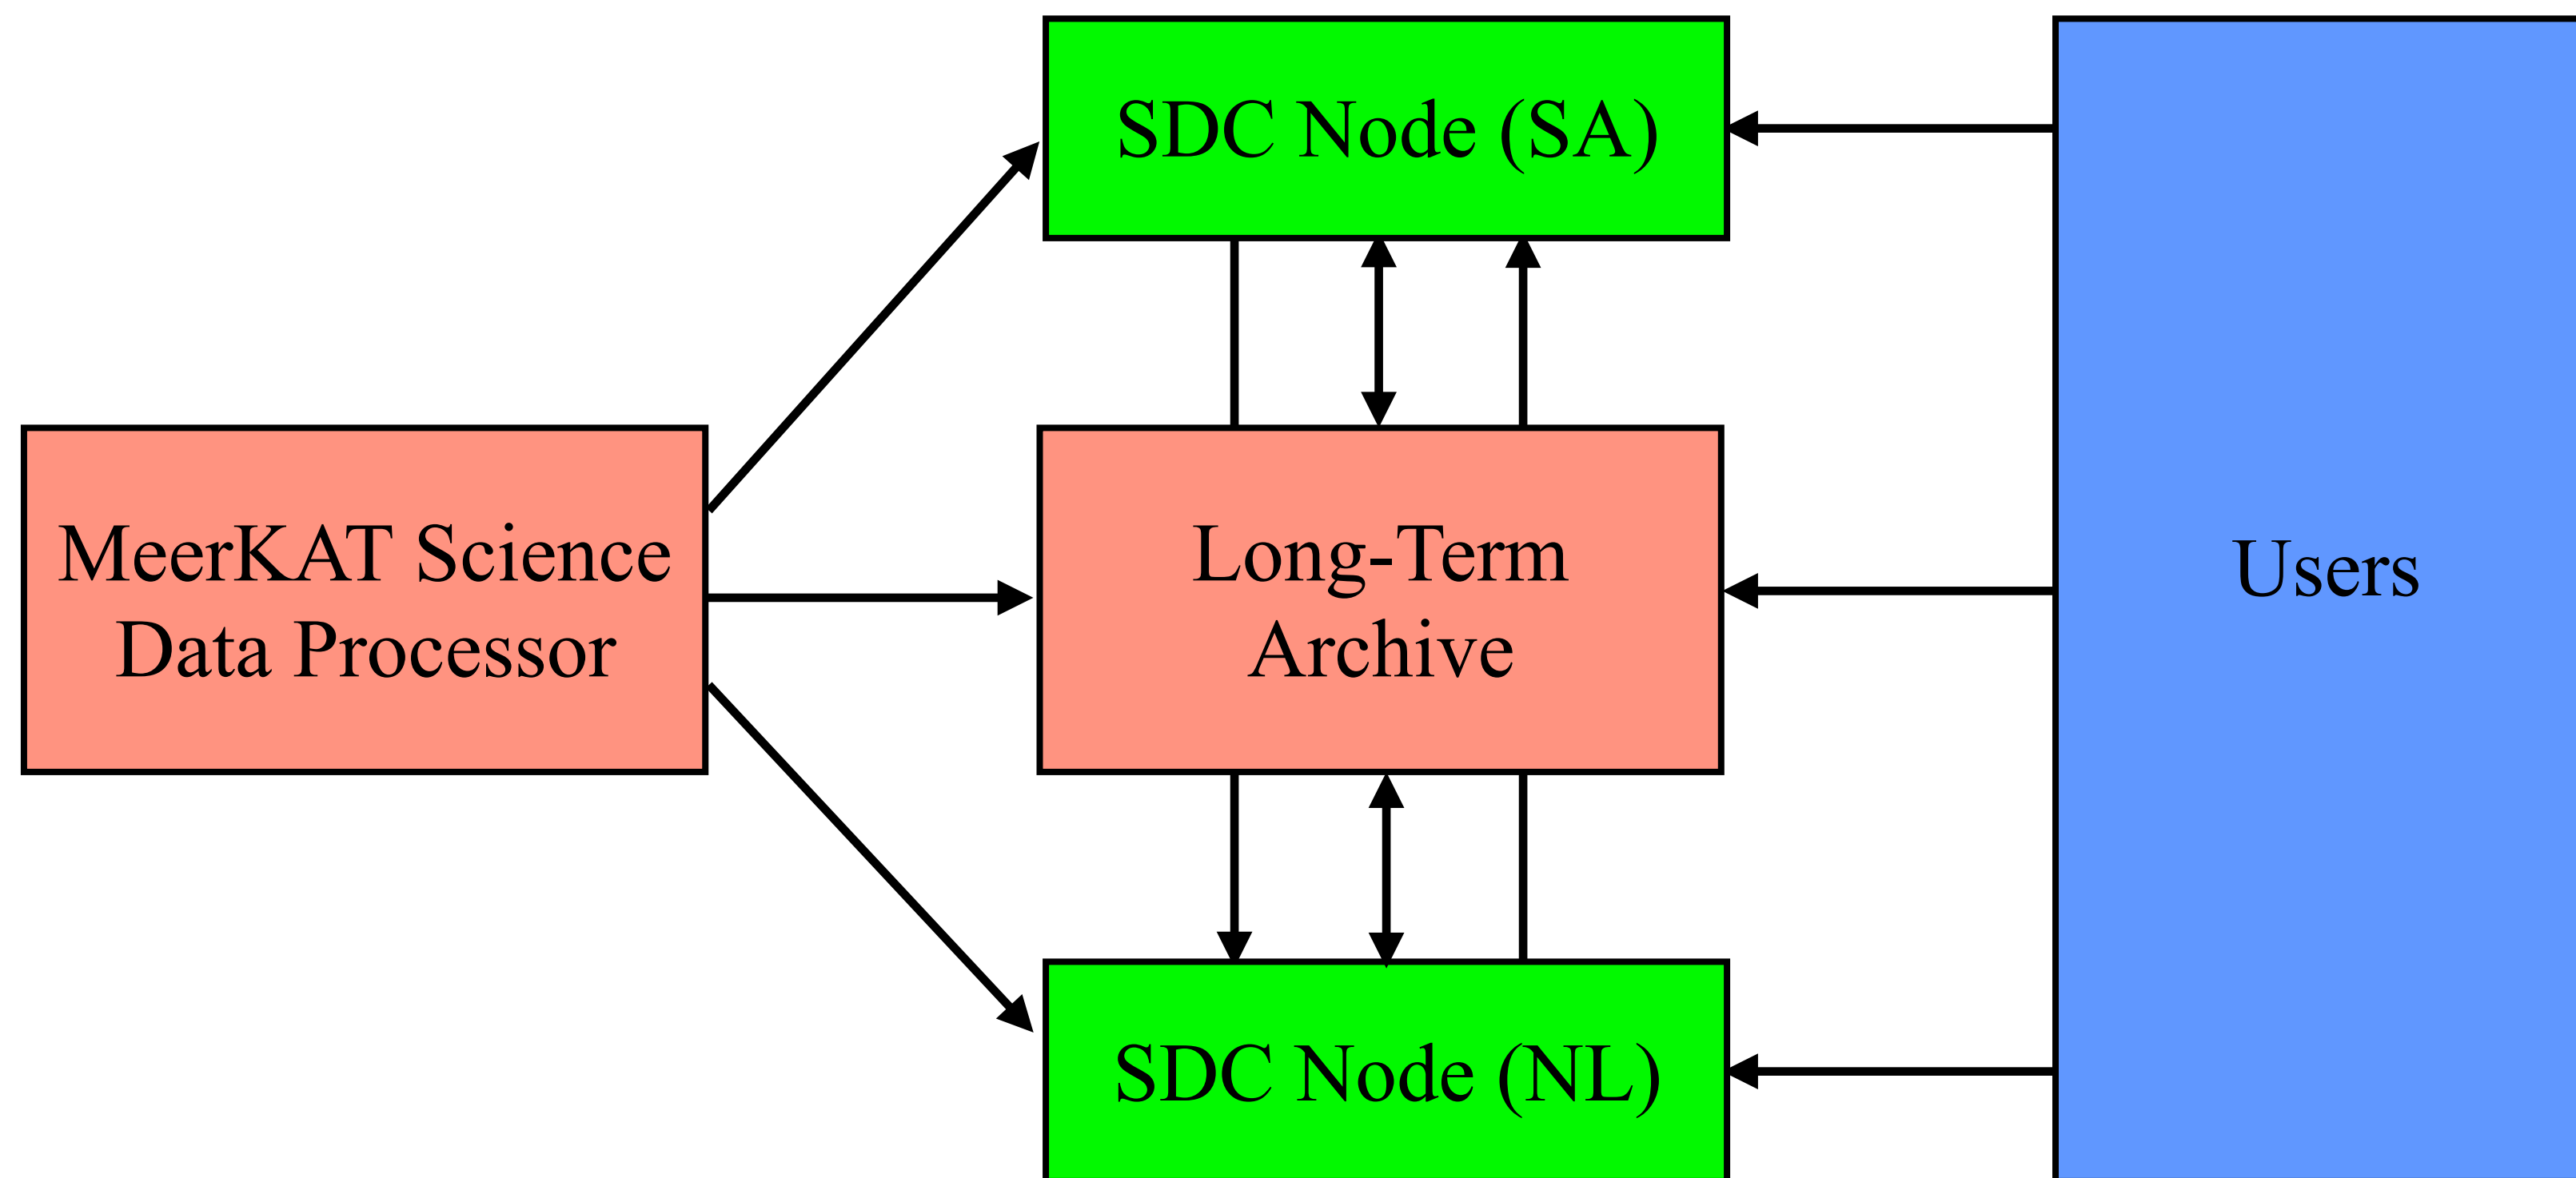 SDC Node (SA)
MeerKAT Science
Data Processor
Long-Term
Archive
Users
SDC Node (NL)